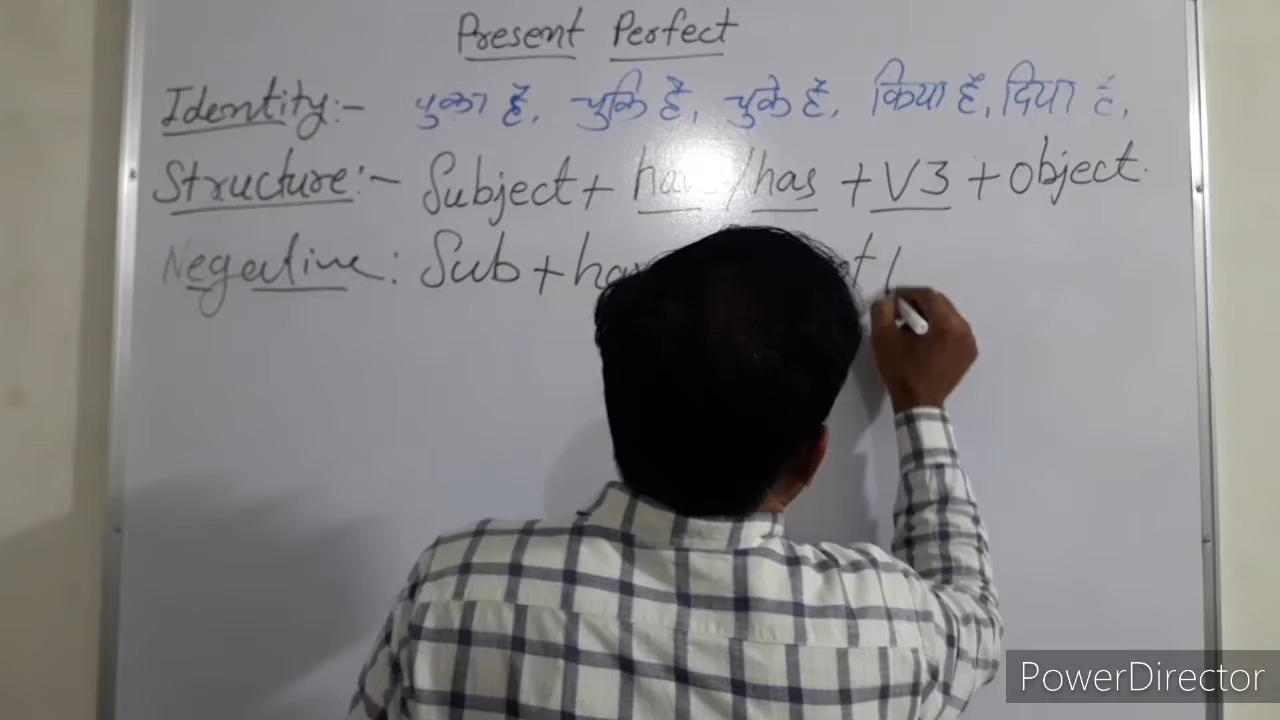 Present Perfect
Identity:- चुका है, चुकि है, चुके हैं, किया है, दिया है,
Structure:- Subject + have/has + V3 + object.
Negative: Sub + ha
PowerDirector